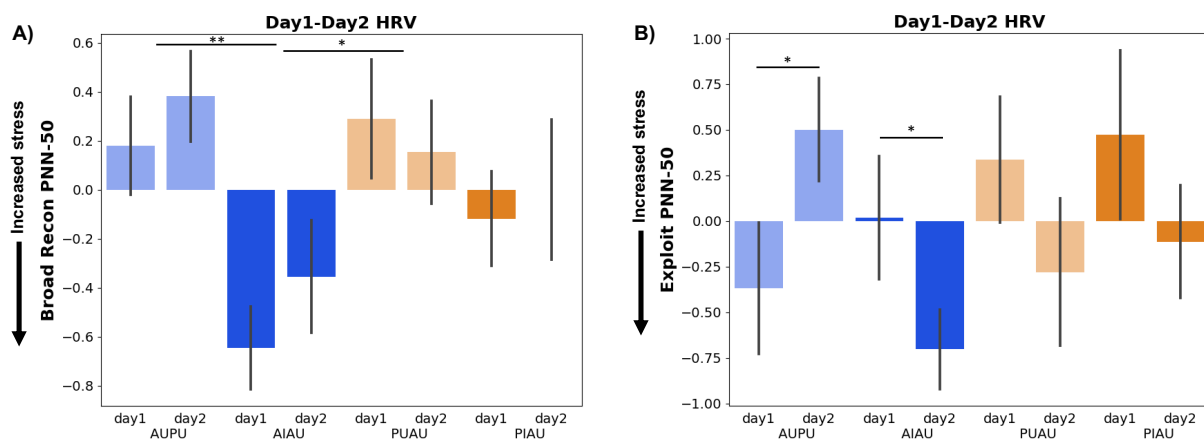 A)
Day1-Day2 HRV
**
*
Increased stress
Broad Recon PNN-50
0.6
0.4
0.2
0.0
−0.2
−0.4
−0.6
−0.8
day1 day2 day1 day2 day1 day2 day1 day2
AUPU AIAU PUAU PIAU
B)
Day1-Day2 HRV
*
*
Increased stress
Exploit PNN-50
1.00
0.75
0.50
0.25
0.00
−0.25
−0.50
−0.75
−1.00
day1 day2 day1 day2 day1 day2 day1 day2
AUPU AIAU PUAU PIAU